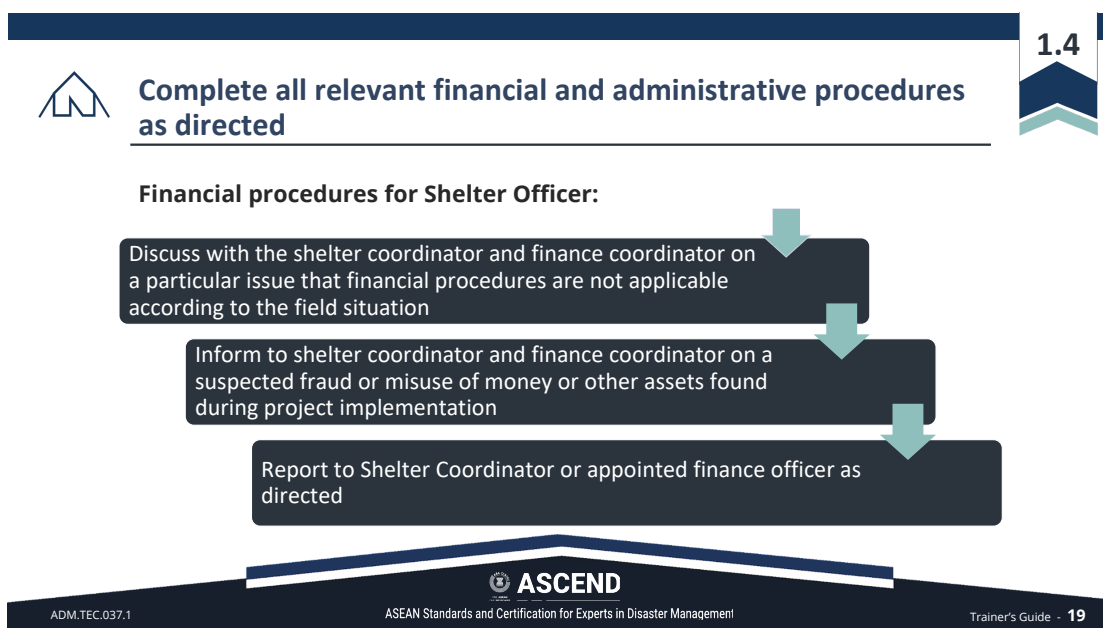 1.4
Complete all relevant financial and administrative procedures
as directed
Financial procedures for Shelter Officer:
Discuss with the shelter coordinator and finance coordinator on
a particular issue that financial procedures are not applicable
according to the field situation
Inform to shelter coordinator and finance coordinator on a
suspected fraud or misuse of money or other assets found
during project implementation
Report to Shelter Coordinator or appointed finance officer as
directed
ASCEND
ADM.TEC.037.1
ASEAN Standards and Certification for Experts in Disaster Management
Trainer's Guide - 19